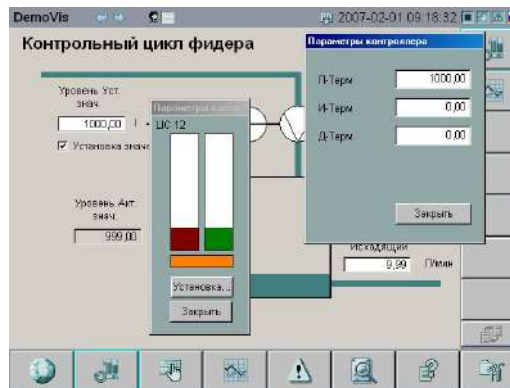 DemoVis
2007-02-01 09:18:32
Контрольный цикл фидера
Параметры контроллера
П-Терм 1000,00
И-Терм 0,00
Д-Терм 0,00
Закрыть
Уровень Уст.
знач.
1000,00
Установка
Параметры
LIC 12
Уровень Акт.
знач.
999,00
Установка...
Закрыть
Исходящий
9,99 Л/мин